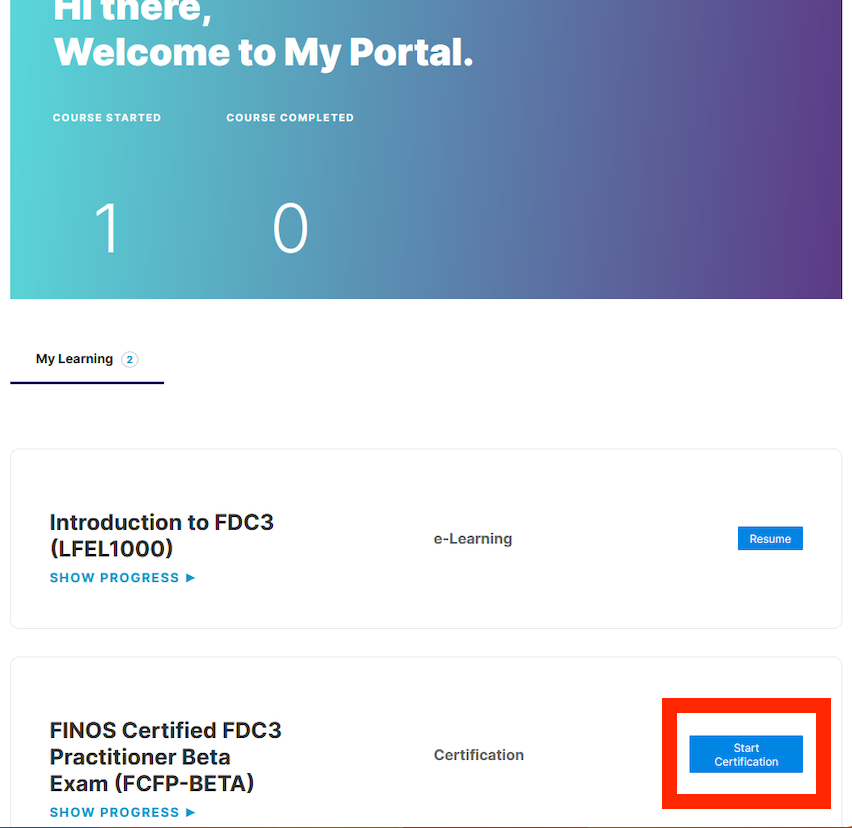 Hi there,
Welcome to My Portal.
COURSE STARTED
COURSE COMPLETED
1
0
My Learning 2
Introduction to FDC3
(LFEL1000)
SHOW PROGRESS ▶
e-Learning
Resume
FINOS Certified FDC3
Practitioner Beta
Exam (FCFP-BETA)
SHOW PROGRESS ▶
Certification
Start
Certification